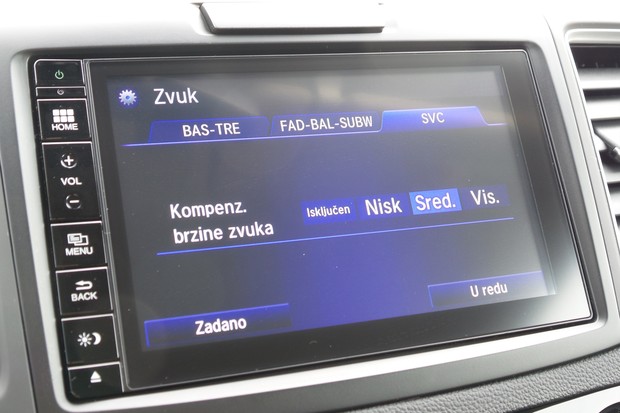 Zvuk
BAS-TRE FAD-BAL-SUBW SVC
HOME
VOL
MENU
BACK
Kompenz.
brzine zvuka
Isključen Nisk Sred. Vis.
Zadano U redu